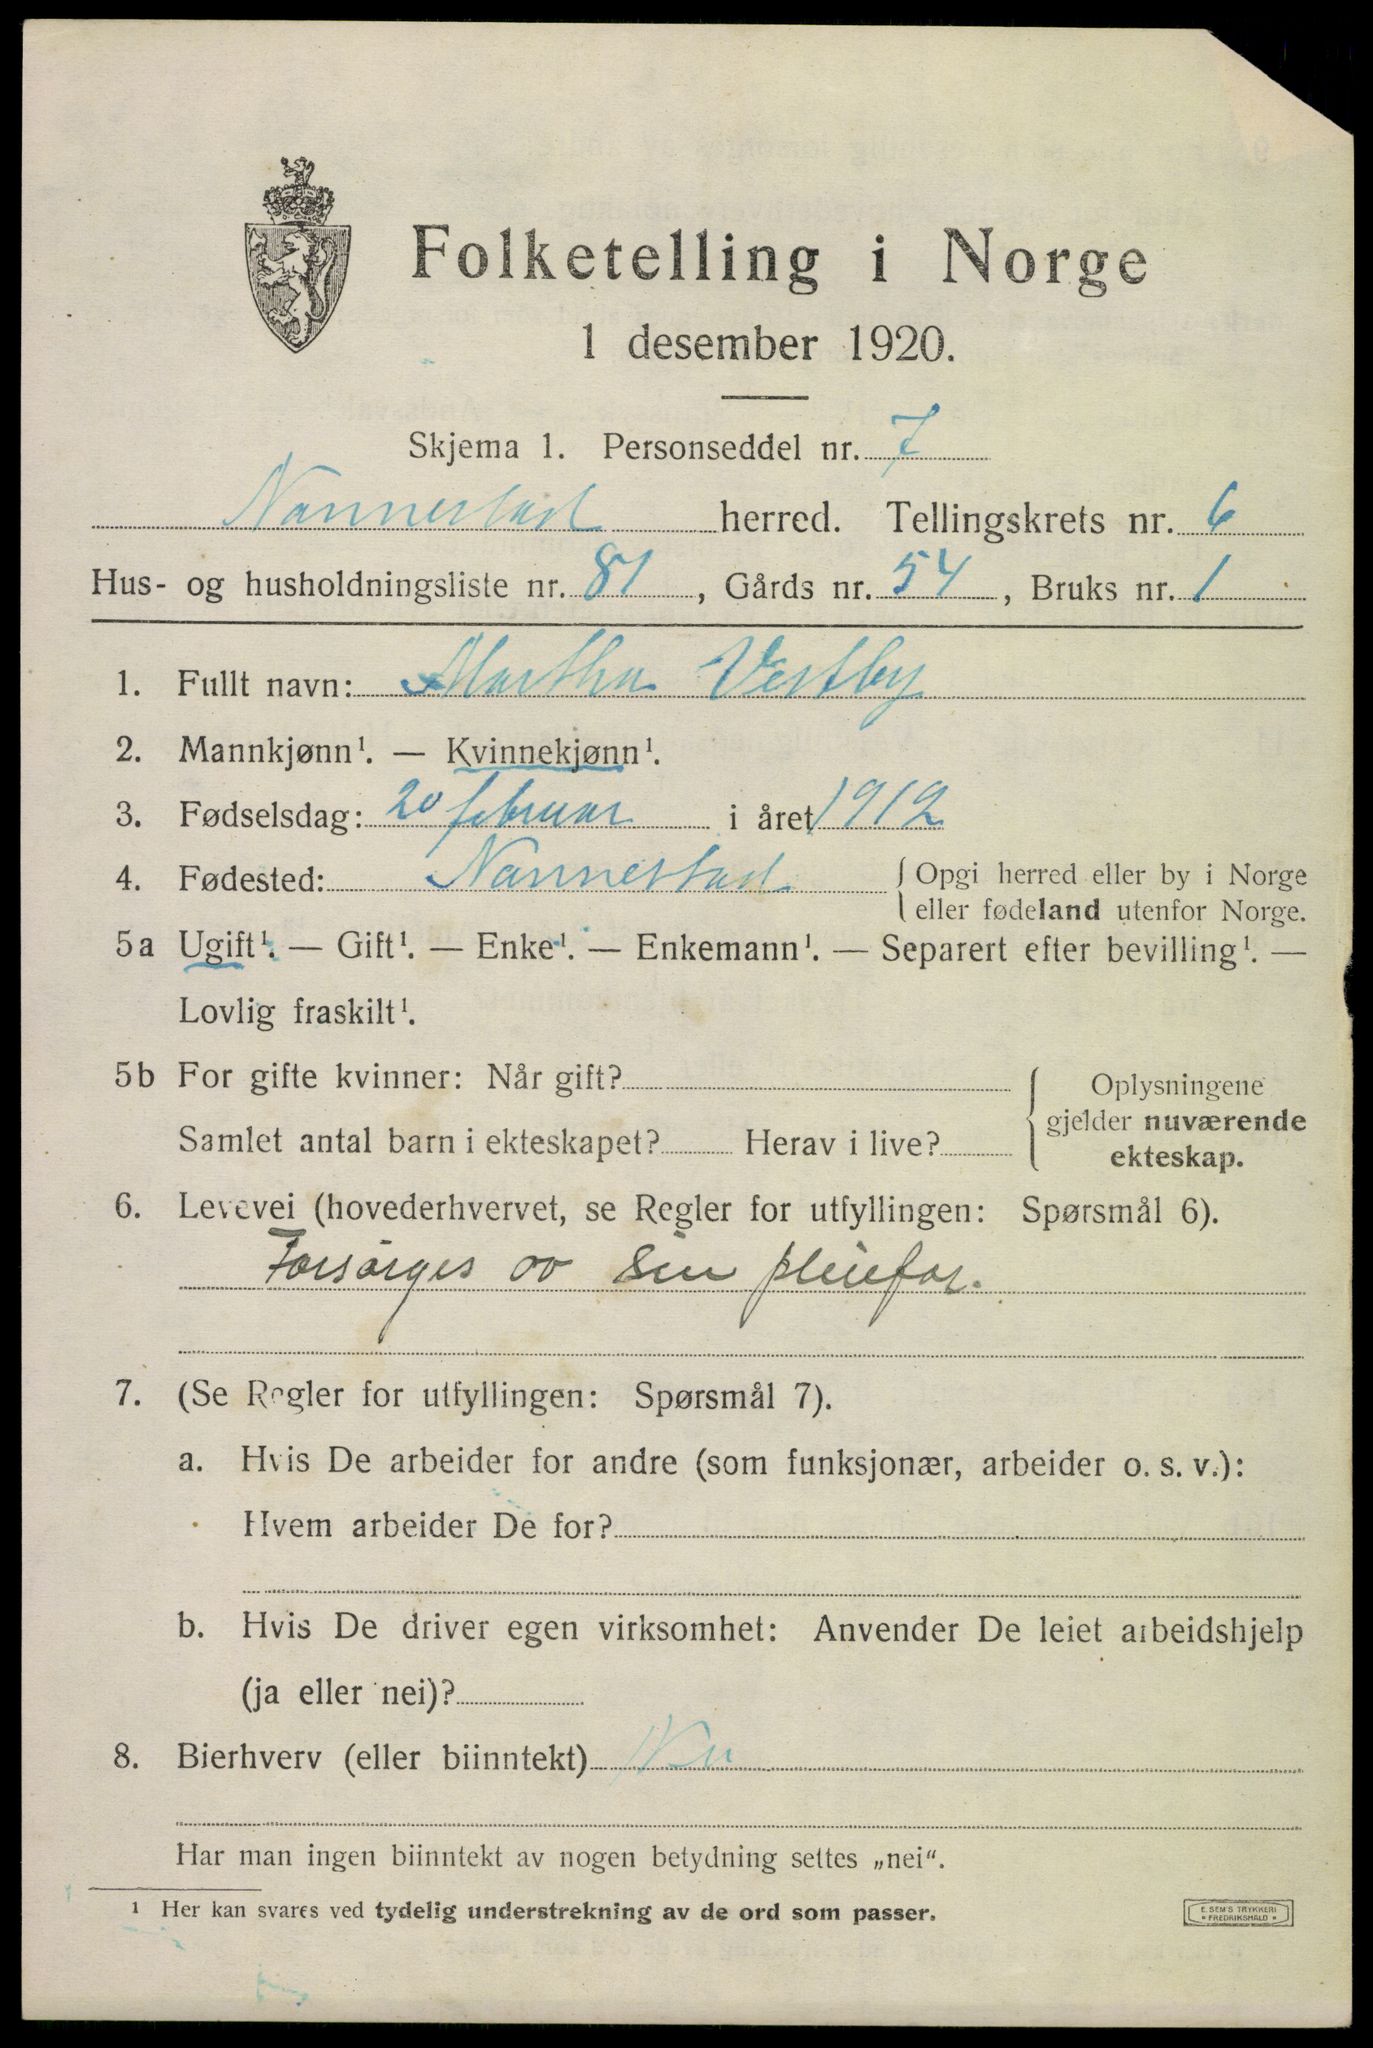 Folketelling i Norge
1 desember 1920.
Skjema 1. Personseddel nr. 7
Nannestad herred. Tellingskrets nr. 6
Hus- og husholdningsliste nr. 81, Gårds nr. 54, Bruks nr. 1
1. Fullt navn: Martha Vestby
2. Mannkjønn¹. — Kvinnekjønn¹.
3. Fødselsdag: 20 februar i året 1912
4. Fødested: Nannestad { Opgi herred eller by i Norge
eller fødeland utenfor Norge.
5a Ugift¹. — Gift¹. — Enke¹. — Enkemann¹. — Separert efter bevilling¹. —
Lovlig fraskilt¹.
5b For gifte kvinner: Når gift?
Samlet antal barn i ekteskapet? Herav i live?
{ Oplysningene
gjelder nuværende
ekteskap.
6. Levevei (hovederhvervet, se Regler for utfyllingen: Spørsmål 6).
Forsørges av sin pleiefar.
7. (Se Regler for utfyllingen: Spørsmål 7).
a. Hvis De arbeider for andre (som funksjonær, arbeider o. s. v.):
Hvem arbeider De for?
b. Hvis De driver egen virksomhet: Anvender De leiet arbeidshjelp
(ja eller nei)?
8. Bierhverv (eller biinntekt) Nei
Har man ingen biinntekt av nogen betydning settes „nei“.
¹ Her kan svares ved tydelig understrekning av de ord som passer.
E. SEM'S TRYKKERI
• FREDRIKSHALD •